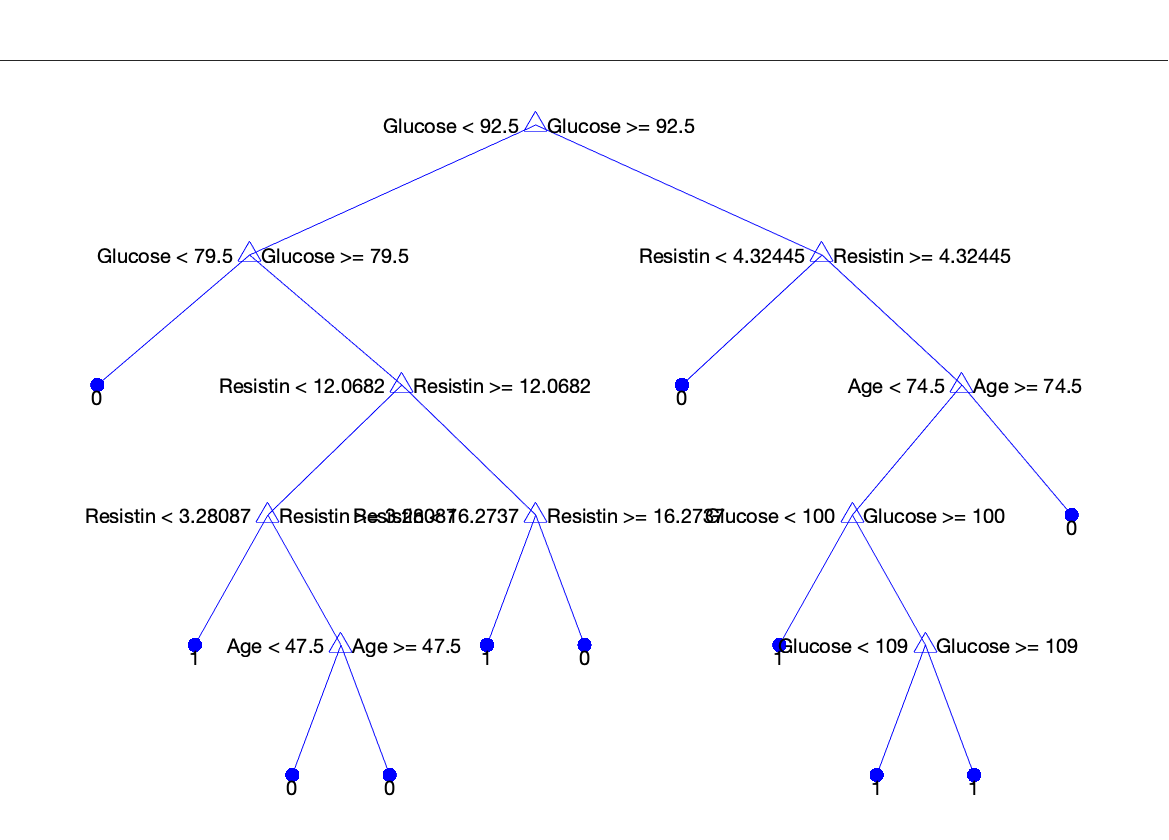 Glucose < 92.5 Glucose >= 92.5
Glucose < 79.5 Glucose >= 79.5 Resistin < 4.32445 Resistin >= 4.32445
0 Resistin < 12.0682 Resistin >= 12.0682 0 Age < 74.5 Age >= 74.5
Resistin < 3.28087 Resistin >= 3.28087 Resistin < 16.2737 Resistin >= 16.2737 Glucose < 100 Glucose >= 100 0
1 Age < 47.5 Age >= 47.5 1 0 1 Glucose < 109 Glucose >= 109
0 0 1 1